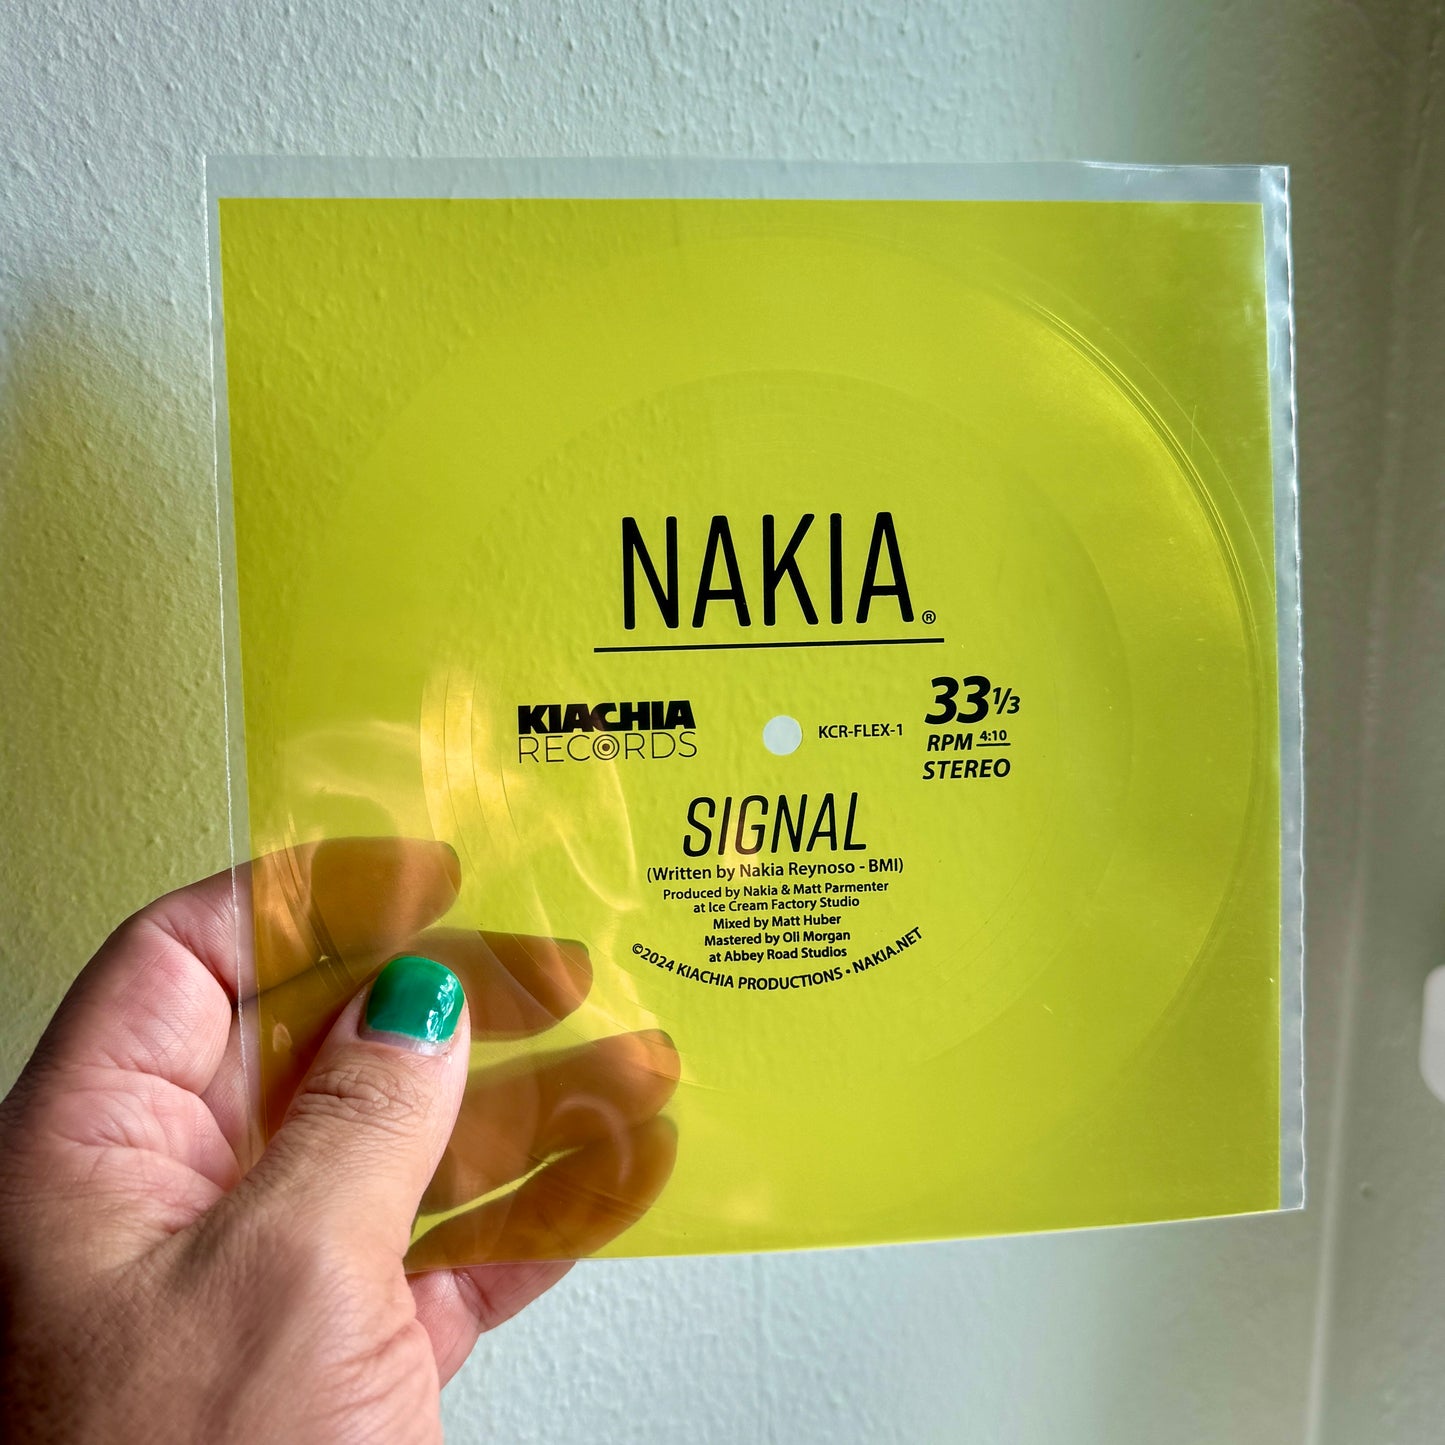 NAKIA®
KIACHIA
RECORDS
KCR-FLEX-1
33 1/3
RPM 4:10
STEREO
SIGNAL
(Written by Nakia Reynoso - BMI)
Produced by Nakia & Matt Parmenter
at Ice Cream Factory Studio
Mixed by Matt Huber
Mastered by Oli Morgan
at Abbey Road Studios
©2024 KIACHIA PRODUCTIONS • NAKIA.NET